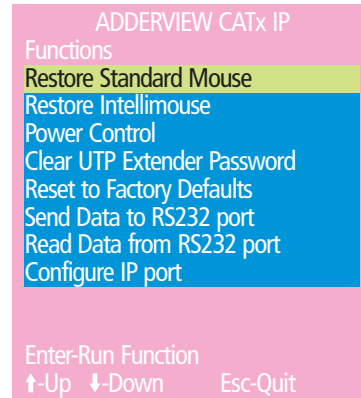 ADDERVIEW CATx IP
Functions
Restore Standard Mouse
Restore Intellimouse
Power Control
Clear UTP Extender Password
Reset to Factory Defaults
Send Data to RS232 port
Read Data from RS232 port
Configure IP port
Enter-Run Function
⬆-Up ⬇-Down Esc-Quit